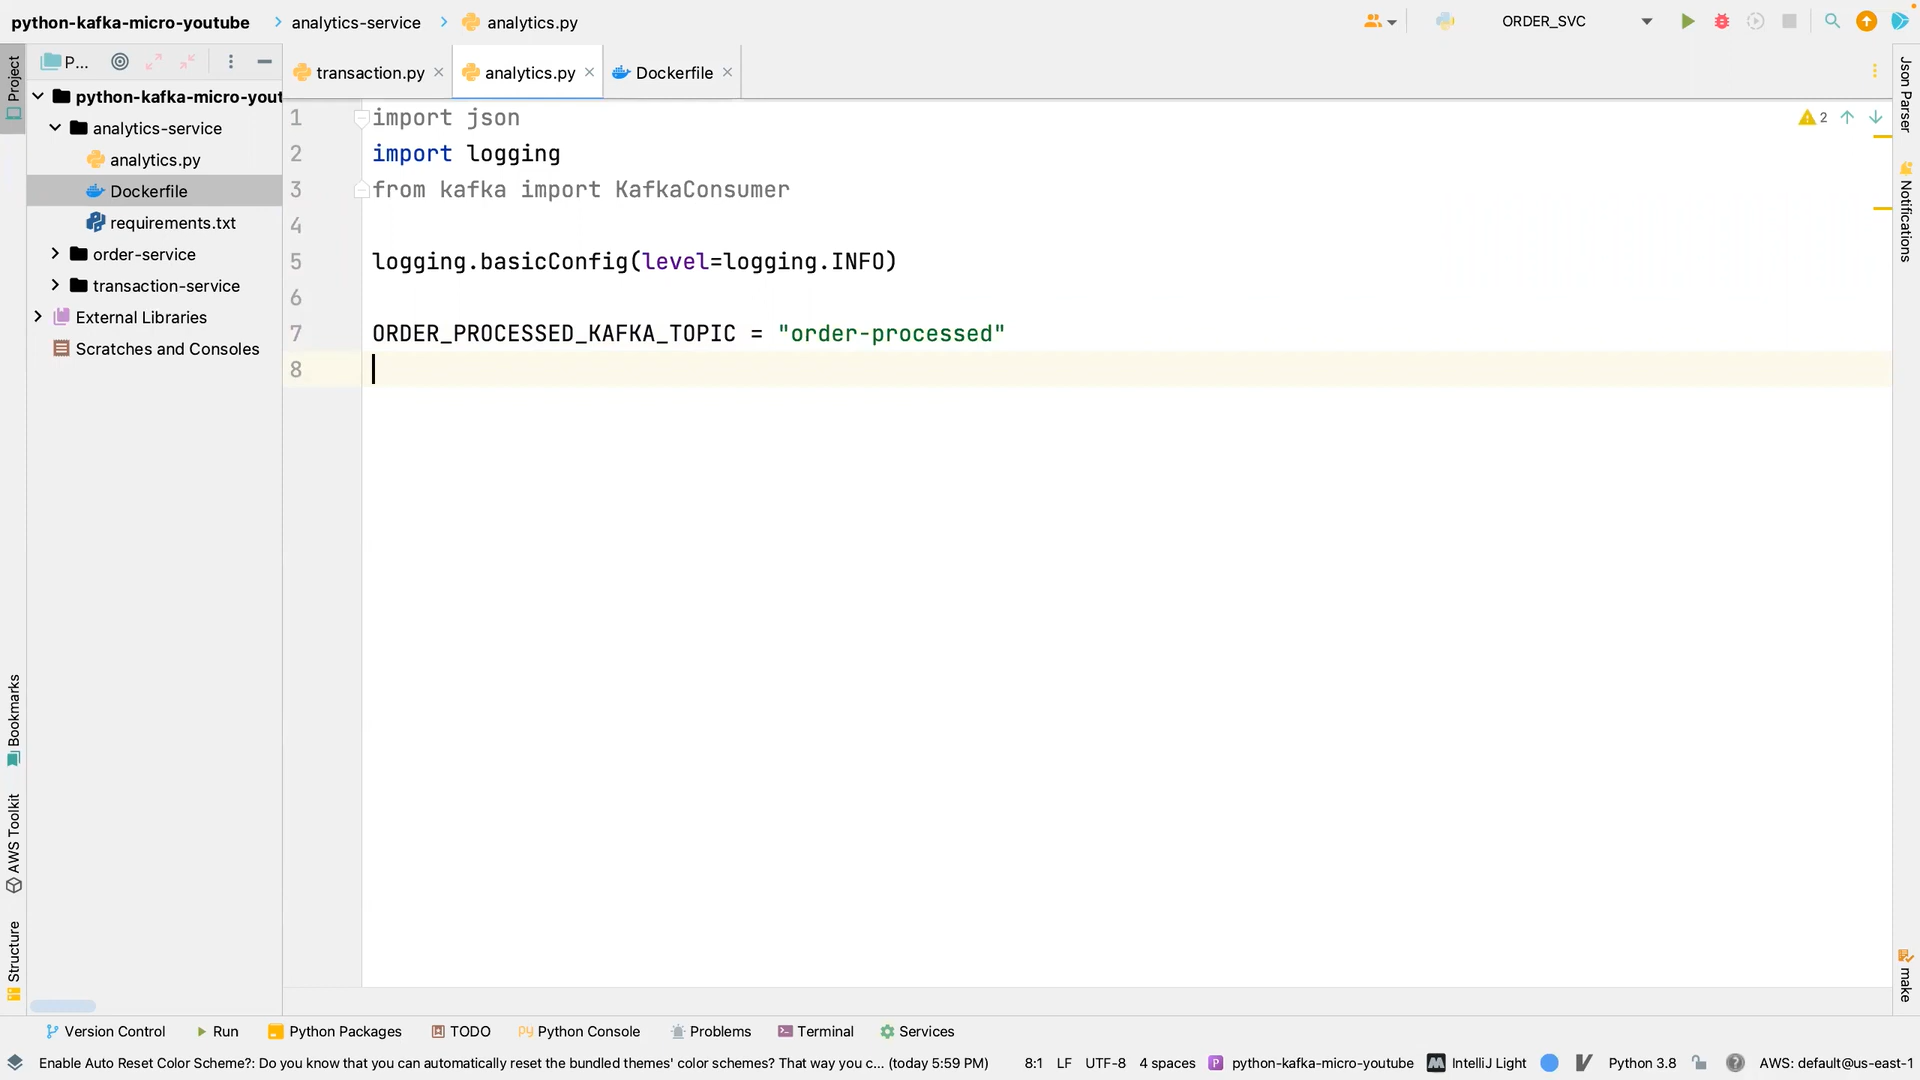 python-kafka-micro-youtube analytics-service analytics.py ORDER_SVC
Project P... transaction.py analytics.py Dockerfile
python-kafka-micro-yout
analytics-service
analytics.py
Dockerfile
requirements.txt
order-service
transaction-service
External Libraries
Scratches and Consoles
1 import json
2 import logging
3 from kafka import KafkaConsumer
4
5 logging.basicConfig(level=logging.INFO)
6
7 ORDER_PROCESSED_KAFKA_TOPIC = "order-processed"
8
2
Json Parser
Notifications
make
Bookmarks
AWS Toolkit
Structure
Version Control Run Python Packages TODO Python Console Problems Terminal Services
Enable Auto Reset Color Scheme?: Do you know that you can automatically reset the bundled themes' color schemes? That way you c... (today 5:59 PM) 8:1 LF UTF-8 4 spaces P python-kafka-micro-youtube M IntelliJ Light Python 3.8 AWS: default@us-east-1